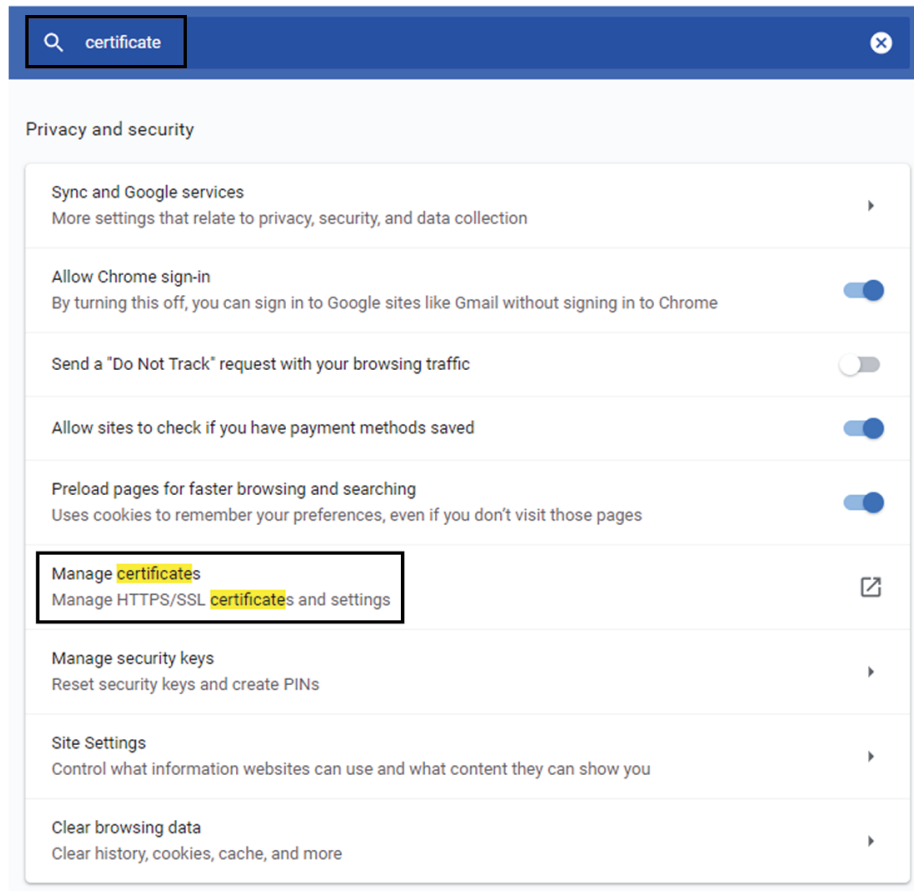 certificate
Privacy and security
Sync and Google services
More settings that relate to privacy, security, and data collection
Allow Chrome sign-in
By turning this off, you can sign in to Google sites like Gmail without signing in to Chrome
Send a "Do Not Track" request with your browsing traffic
Allow sites to check if you have payment methods saved
Preload pages for faster browsing and searching
Uses cookies to remember your preferences, even if you don’t visit those pages
Manage certificates
Manage HTTPS/SSL certificates and settings
Manage security keys
Reset security keys and create PINs
Site Settings
Control what information websites can use and what content they can show you
Clear browsing data
Clear history, cookies, cache, and more